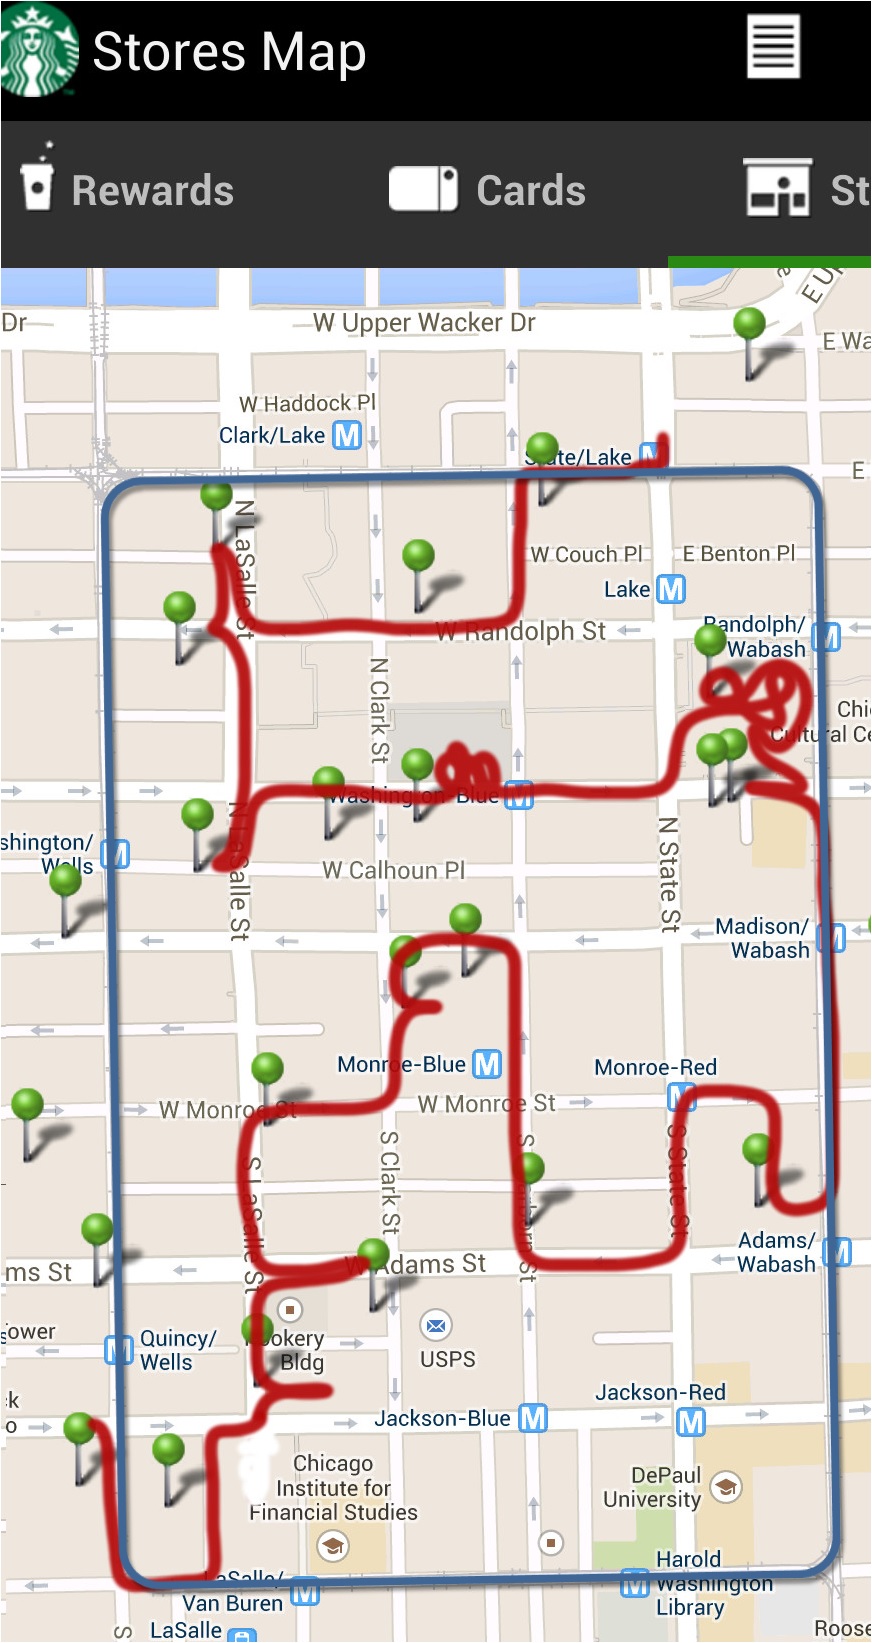 Stores Map
Rewards
Cards
St
Dr
W Upper Wacker Dr
E Up
E Wa
W Haddock Pl
Clark/Lake M
State/Lake M
E
N LaSalle St
W Couch Pl
E Benton Pl
Lake M
W Randolph St
Randolph/
Wabash M
N Clark St
Chi
Cultural Ce
Washington-Blue M
shington/
Wells M
N LaSalle St
W Calhoun Pl
N State St
Madison/
Wabash M
Monroe-Blue M
Monroe-Red
M
W Monroe St
W Monroe St
S Clark St
S LaSalle St
S State St
ms St
W Adams St
Adams/
Wabash M
ower
Quincy/
Wells M
Rookery
Bldg
USPS
k
o
Jackson-Blue M
Jackson-Red
M
Chicago
Institute for
Financial Studies
DePaul
University
LaSalle/
Van Buren M
Harold
Washington
Library M
S
LaSalle
Roose